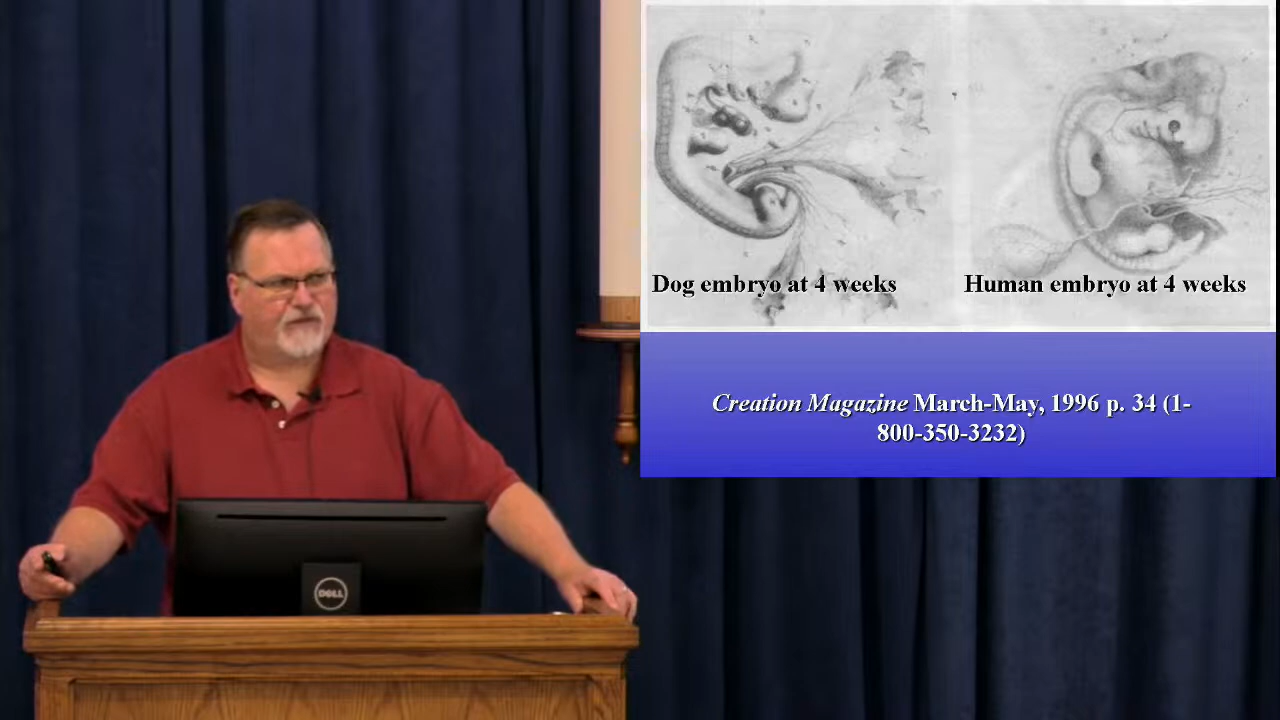 Dog embryo at 4 weeks
Human embryo at 4 weeks
Creation Magazine March-May, 1996 p. 34 (1-
800-350-3232)
DELL